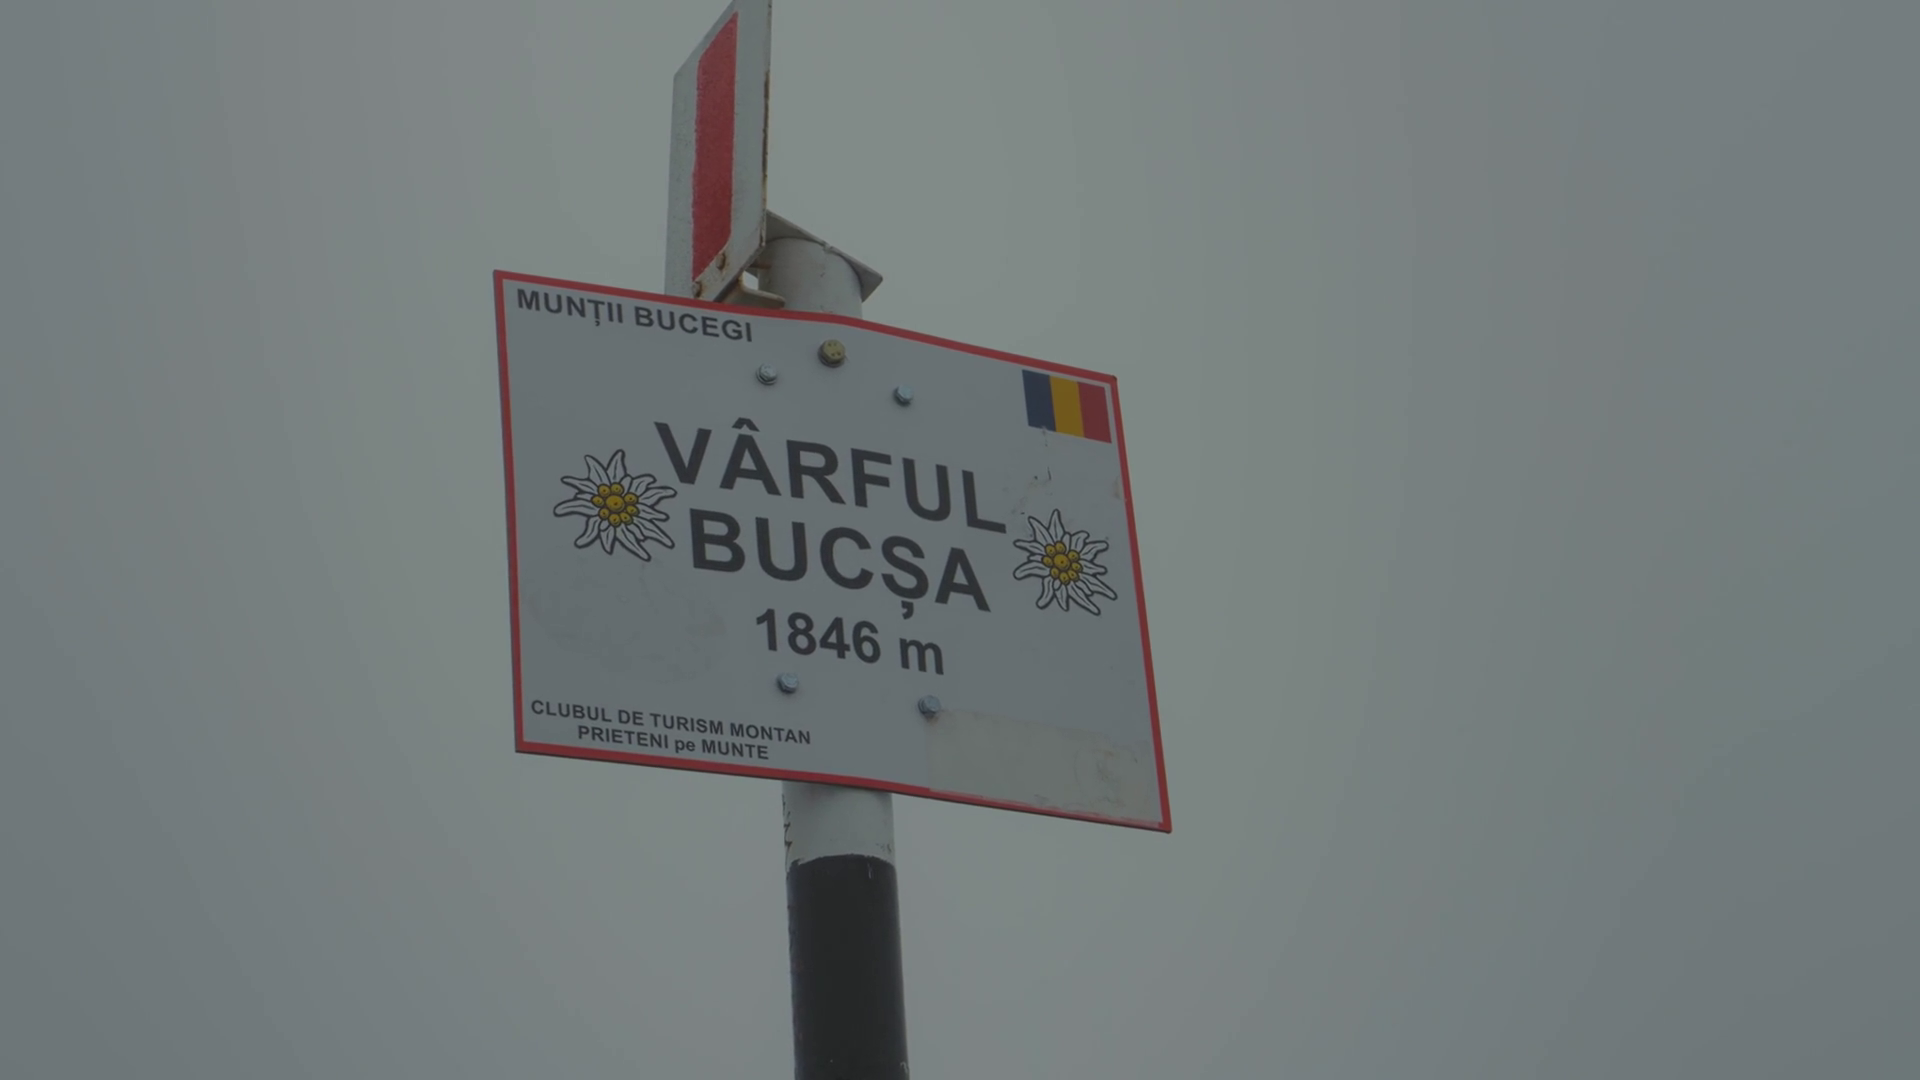 MUNȚII BUCEGI
VÂRFUL
BUCȘA
1846 m
CLUBUL DE TURISM MONTAN
PRIETENI pe MUNTE